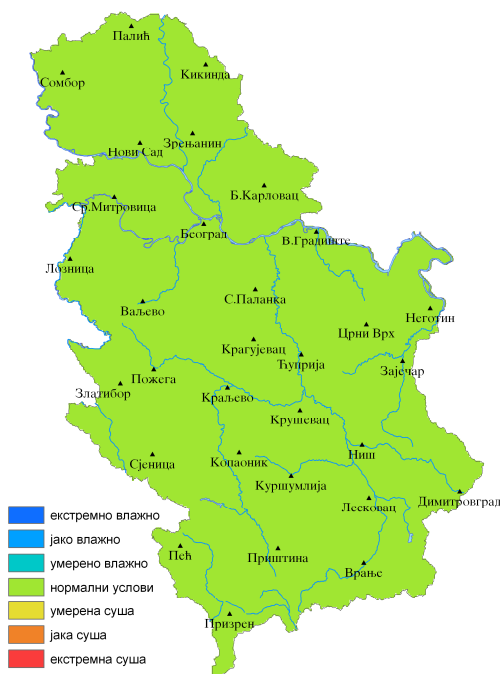 Палић
Сомбор
Кикинда
Зрењанин
Нови Сад
Б.Карловац
Ср.Митровица
Београд
В.Градиште
Лозница
С.Паланка
Ваљево
Неготин
Црни Врх
Крагујевац
Ћуприја
Зајечар
Пожега
Златибор
Краљево
Крушевац
Ниш
Сјеница
Копаоник
Куршумлија
Лесковац
Димитровград
Пећ
Приштина
Врање
Призрен
екстремно влажно
јако влажно
умерено влажно
нормални услови
умерена суша
јака суша
екстремна суша